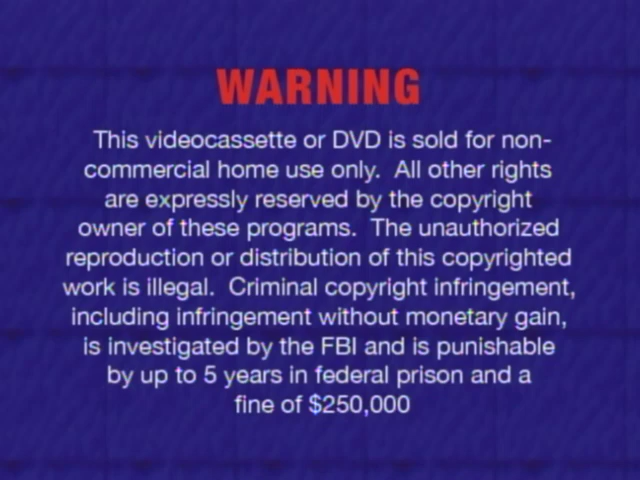 WARNING
This videocassette or DVD is sold for non-
commercial home use only.  All other rights
are expressly reserved by the copyright
owner of these programs.  The unauthorized
reproduction or distribution of this copyrighted
work is illegal.  Criminal copyright infringement,
including infringement without monetary gain,
is investigated by the FBI and is punishable
by up to 5 years in federal prison and a
fine of $250,000